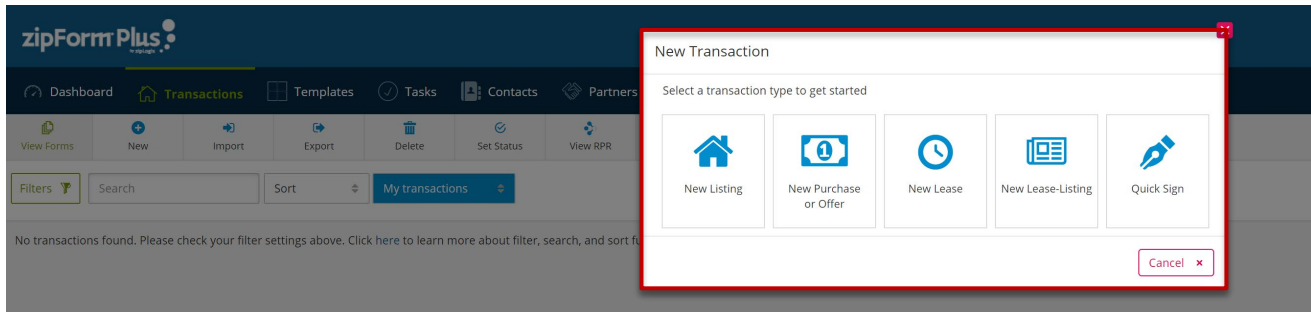 zipForm Plus
by zipLogix
New Transaction
Dashboard
Transactions
Templates
Tasks
Contacts
Partners
Select a transaction type to get started
View Forms
New
Import
Export
Delete
Set Status
View RPR
New Listing
New Purchase
or Offer
1
New Lease
New Lease-Listing
Quick Sign
Filters
Search
Sort
My transactions
No transactions found. Please check your filter settings above. Click here to learn more about filter, search, and sort fu
Cancel ×